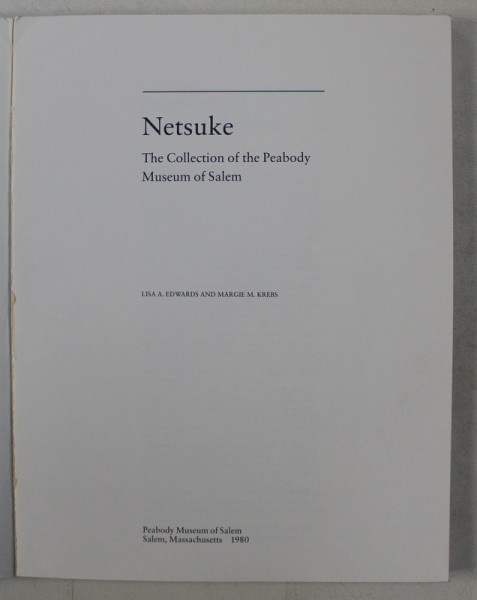 Netsuke
The Collection of the Peabody
Museum of Salem
LISA A. EDWARDS AND MARGIE M. KREBS
Peabody Museum of Salem
Salem, Massachusetts 1980